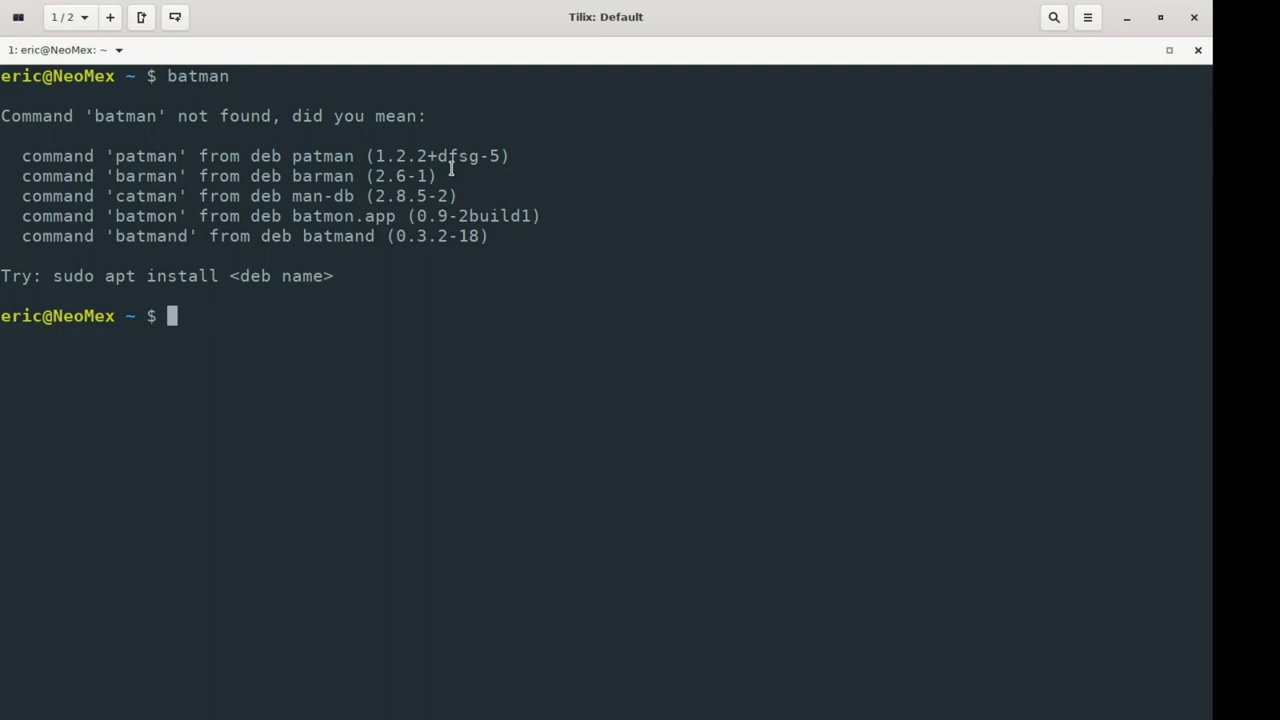 1 / 2
Tilix: Default
1: eric@NeoMex: ~
eric@NeoMex ~ $ batman
Command 'batman' not found, did you mean:
command 'patman' from deb patman (1.2.2+dfsg-5)
command 'barman' from deb barman (2.6-1)
command 'catman' from deb man-db (2.8.5-2)
command 'batmon' from deb batmon.app (0.9-2build1)
command 'batmand' from deb batmand (0.3.2-18)
Try: sudo apt install <deb name>
eric@NeoMex ~ $